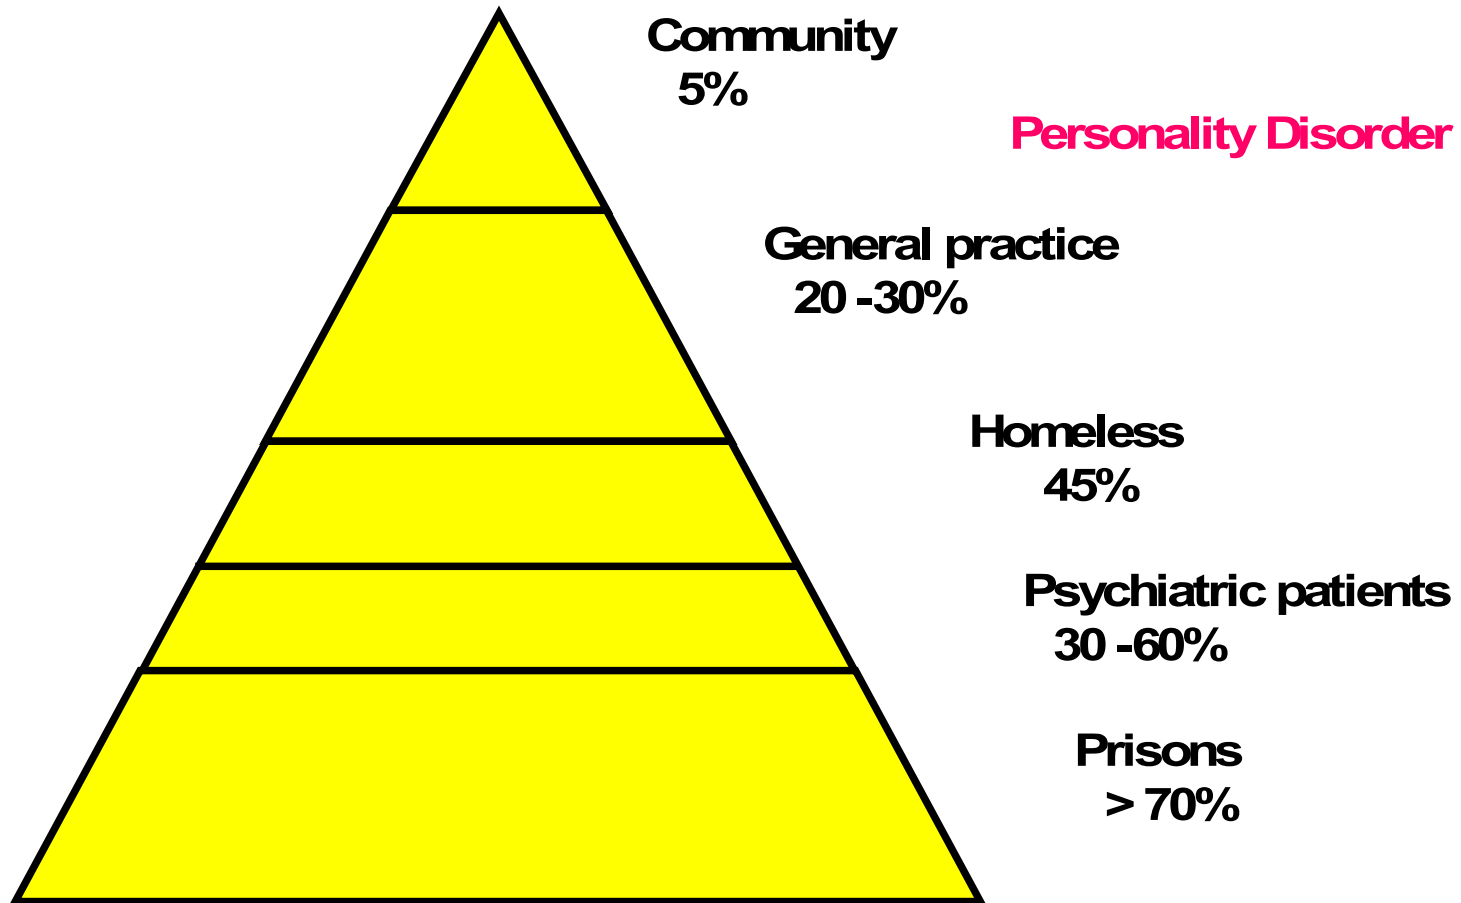 Community
5%
Personality Disorder
General practice
20 -30%
Homeless
45%
Psychiatric patients
30 -60%
Prisons
> 70%